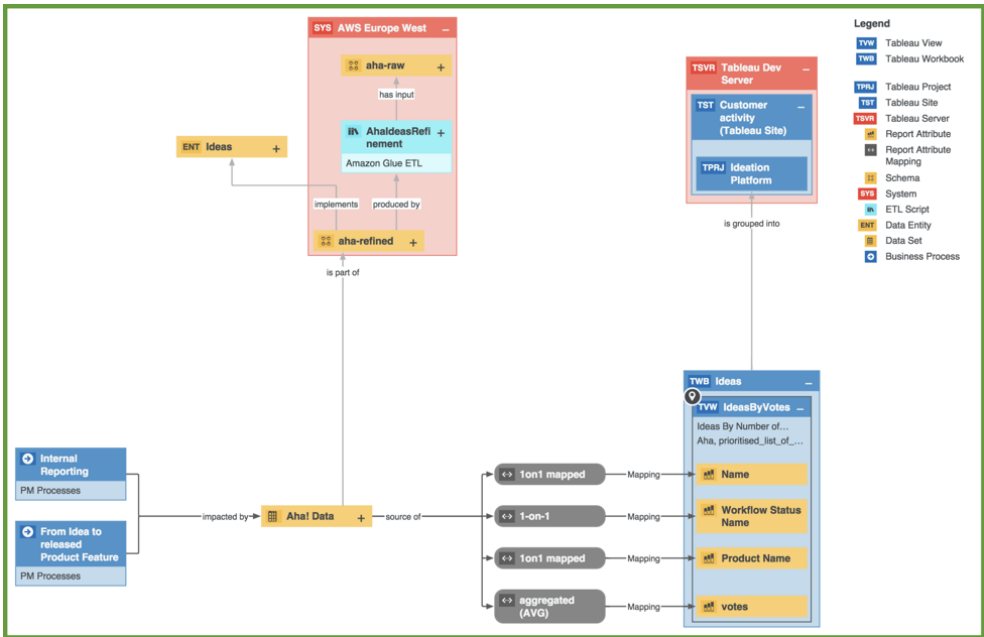 SYS AWS Europe West –
aha-raw +
has input
AhaIdeasRefi +
nement
Amazon Glue ETL
ENT Ideas +
implements
produced by
aha-refined +
is part of
TSVR Tableau Dev –
Server
TST Customer –
activity
(Tableau Site)
TPRJ Ideation
Platform
is grouped into
Legend
TVW Tableau View
TWB Tableau Workbook
TPRJ Tableau Project
TST Tableau Site
TSVR Tableau Server
Report Attribute
Report Attribute
Mapping
Schema
SYS System
ETL Script
ENT Data Entity
Data Set
Business Process
TWB Ideas –
TVW IdeasByVotes –
Ideas By Number of...
Aha, prioritised_list_of_...
Internal
Reporting
PM Processes
From Idea to
released
Product Feature
PM Processes
impacted by
Aha! Data +
source of
1on1 mapped
Mapping
Name
1-on-1
Mapping
Workflow Status
Name
1on1 mapped
Mapping
Product Name
aggregated
(AVG)
Mapping
votes